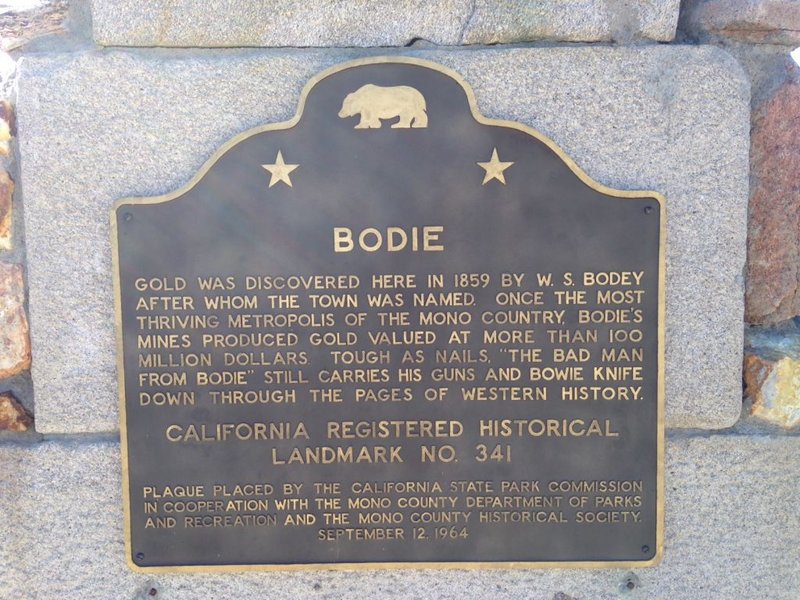 BODIE
GOLD WAS DISCOVERED HERE IN 1859 BY W. S. BODEY
AFTER WHOM THE TOWN WAS NAMED. ONCE THE MOST
THRIVING METROPOLIS OF THE MONO COUNTRY, BODIE'S
MINES PRODUCED GOLD VALUED AT MORE THAN 100
MILLION DOLLARS TOUGH AS NAILS, "THE BAD MAN
FROM BODIE" STILL CARRIES HIS GUNS AND BOWIE KNIFE
DOWN THROUGH THE PAGES OF WESTERN HISTORY.
CALIFORNIA REGISTERED HISTORICAL
LANDMARK NO. 341
PLAQUE PLACED BY THE CALIFORNIA STATE PARK COMMISSION
IN COOPERATION WITH THE MONO COUNTY DEPARTMENT OF PARKS
AND RECREATION AND THE MONO COUNTY HISTORICAL SOCIETY.
SEPTEMBER 12, 1964